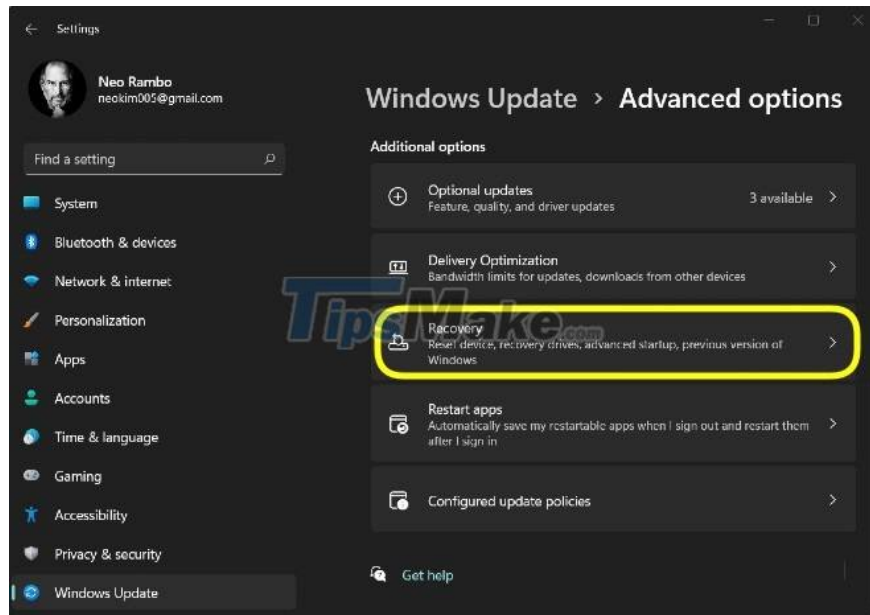 Settings
Neo Rambo
neokim005@gmail.com
Find a setting
System
Bluetooth & devices
Network & internet
Personalization
Apps
Accounts
Time & language
Gaming
Accessibility
Privacy & security
Windows Update
Windows Update > Advanced options
Additional options
Optional updates
Feature, quality, and driver updates
3 available
Delivery Optimization
Bandwidth limits for updates, downloads from other devices
TipsMake.com
Recovery
Reset device, recovery drives, advanced startup, previous version of
Windows
Restart apps
Automatically save my restartable apps when I sign out and restart them
after I sign in
Configured update policies
Get help